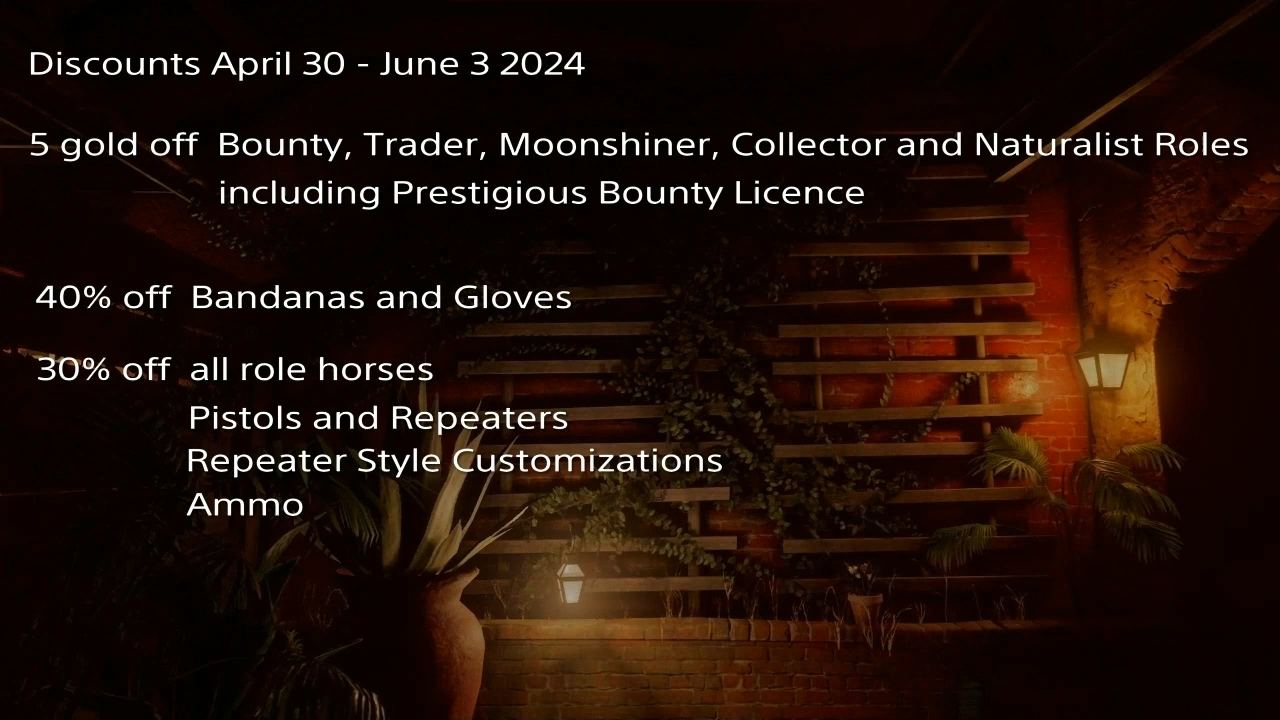 Discounts April 30 - June 3 2024
5 gold off Bounty, Trader, Moonshiner, Collector and Naturalist Roles
including Prestigious Bounty Licence
40% off Bandanas and Gloves
30% off all role horses
Pistols and Repeaters
Repeater Style Customizations
Ammo